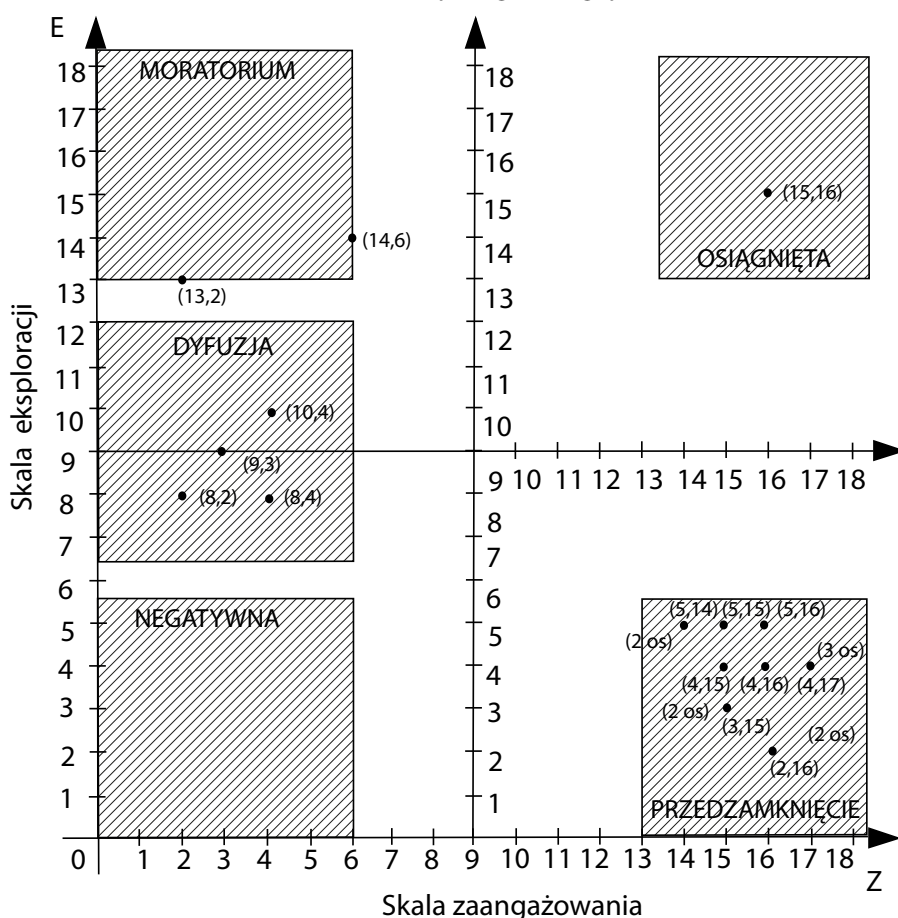 E
18 MORATORIUM 18
17 17
16 16
15 15 (15,16)
14 (14,6) 14 OSIĄGNIĘTA
13 (13,2) 13
12 DYFUZJA 12
11 11
10 (10,4) 10
9 (9,3) 9 10 11 12 13 14 15 16 17 18
8 (8,2) (8,4) 8
7 7
6 6
NEGATYWNA (5,14) (5,15) (5,16)
5 5 (2 os) (3 os)
4 4 (4,15) (4,16) (4,17)
3 3 (2 os) (3,15) (2 os)
2 2 (2,16)
1 1 PRZEDZAMKNIĘCIE
0 1 2 3 4 5 6 7 8 9 10 11 12 13 14 15 16 17 18
Z
Skala eksploracji
Skala zaangażowania